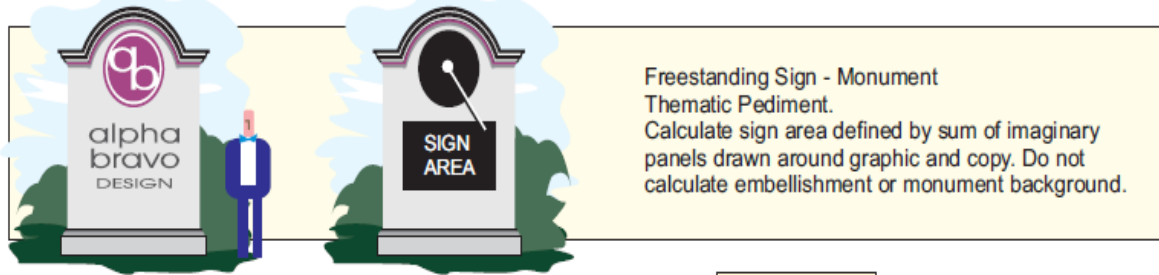 ab
alpha
bravo
DESIGN
1
SIGN
AREA
Freestanding Sign - Monument
Thematic Pediment.
Calculate sign area defined by sum of imaginary
panels drawn around graphic and copy. Do not
calculate embellishment or monument background.